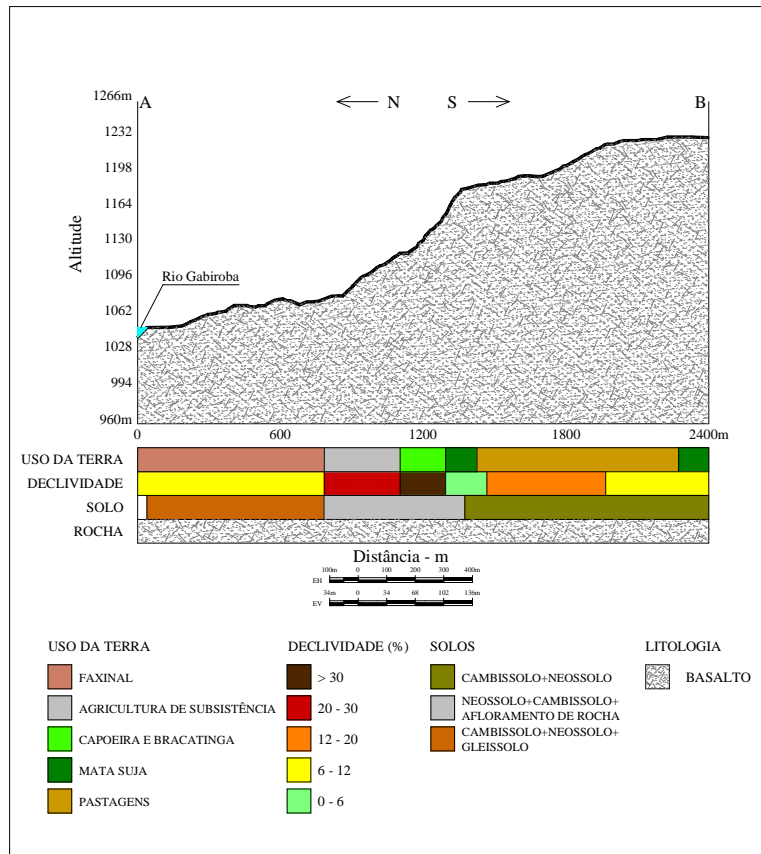 1266m A N S B
1232
1198
1164
1130
1096
1062
1028
994
960m
Altitude
Rio Gabiroba
0 600 1200 1800 2400m
USO DA TERRA
DECLIVIDADE
SOLO
ROCHA
Distância - m
100m 0 100 200 300 400m
EH
34m 0 34 68 102 136m
EV
USO DA TERRA
FAXINAL
AGRICULTURA DE SUBSISTÊNCIA
CAPOEIRA E BRACATINGA
MATA SUJA
PASTAGENS
DECLIVIDADE (%)
> 30
20 - 30
12 - 20
6 - 12
0 - 6
SOLOS
CAMBISSOLO+NEOSSOLO
NEOSSOLO+CAMBISSOLO+
AFLORAMENTO DE ROCHA
CAMBISSOLO+NEOSSOLO+
GLEISSOLO
LITOLOGIA
BASALTO